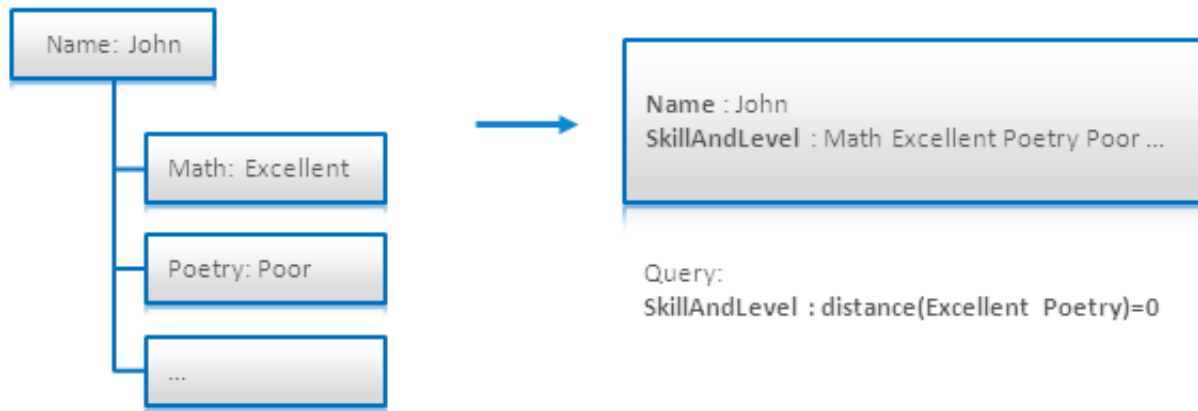 Name: John
Math: Excellent
Poetry: Poor
...
Name : John
SkillAndLevel : Math Excellent Poetry Poor ...
Query:
SkillAndLevel : distance(Excellent Poetry)=0